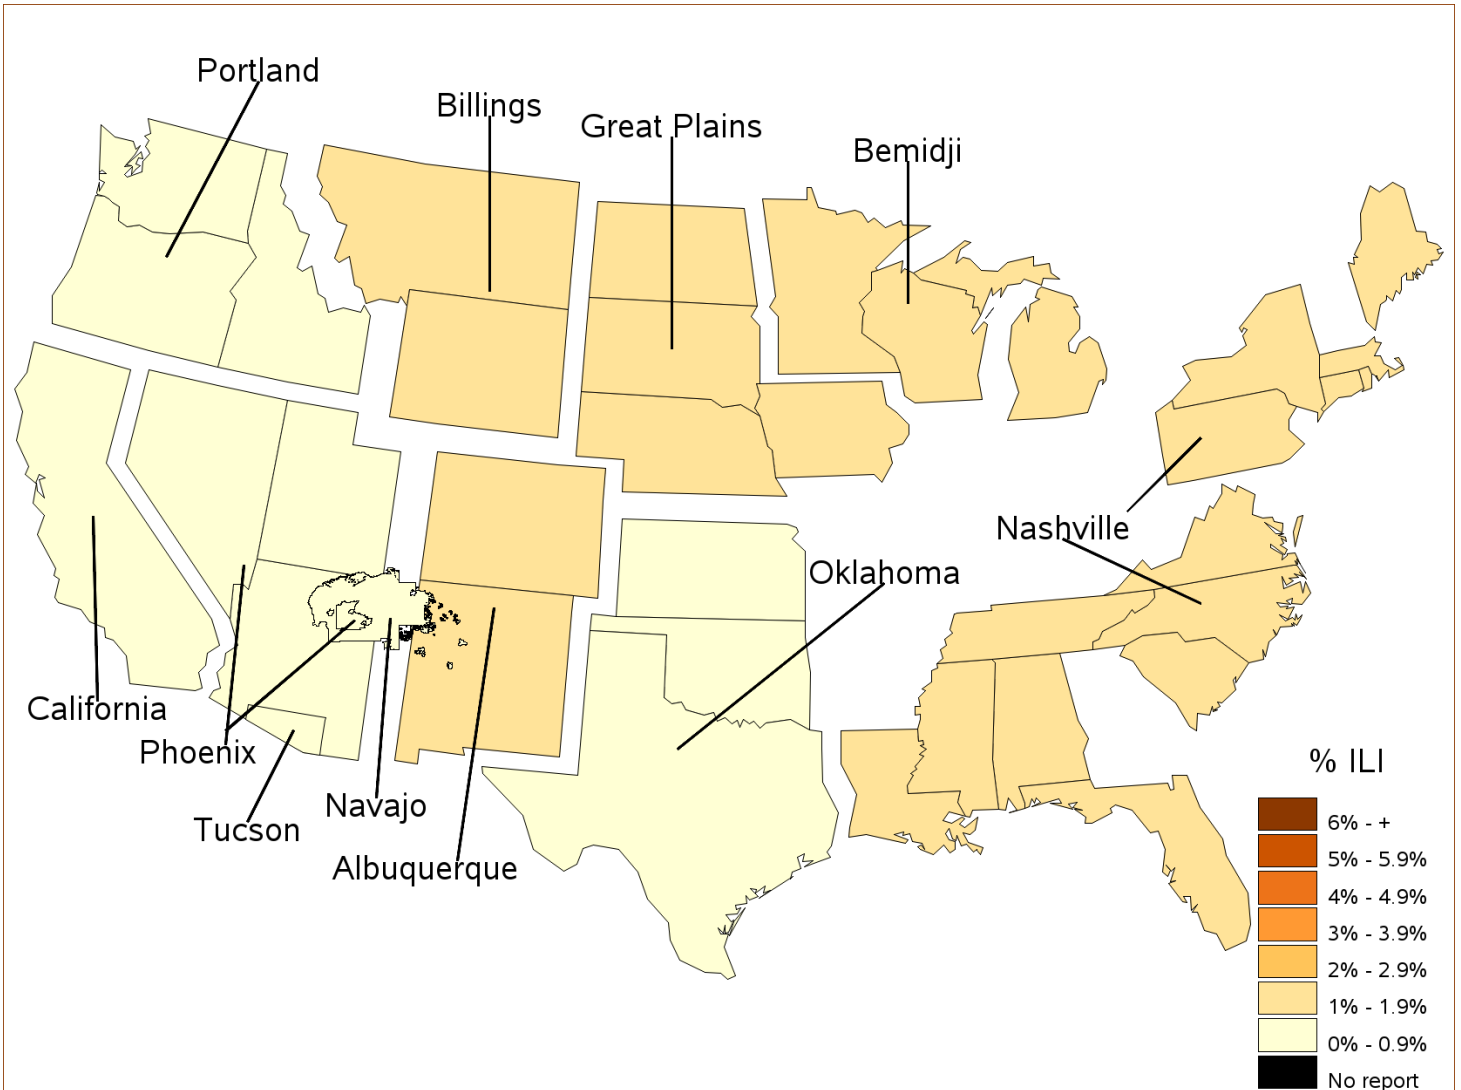 Portland
Billings
Great Plains
Bemidji
Nashville
Oklahoma
California
Phoenix
Navajo
Tucson
Albuquerque
% ILI
6% - +
5% - 5.9%
4% - 4.9%
3% - 3.9%
2% - 2.9%
1% - 1.9%
0% - 0.9%
No report